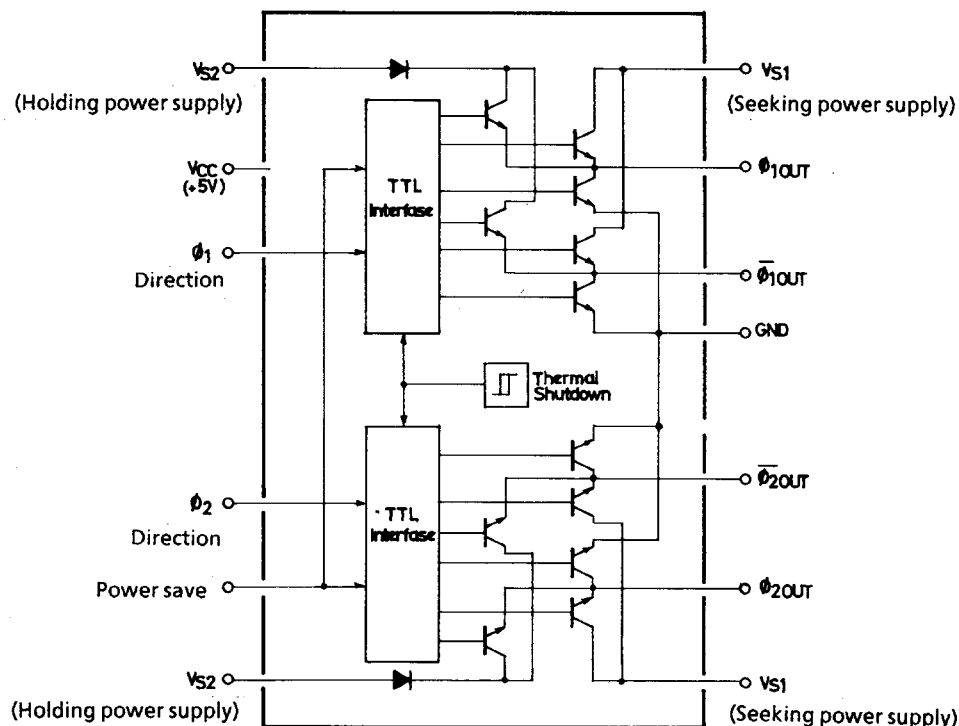 VS2
(Holding power supply)
VS1
(Seeking power supply)
VCC
(+5V)
ϕ1
Direction
TTL
Interfase
ϕ1OUT
ϕ̅1OUT
GND
Thermal
Shutdown
ϕ2
Direction
TTL
Interfase
ϕ̅2OUT
Power save
ϕ2OUT
VS2
(Holding power supply)
VS1
(Seeking power supply)